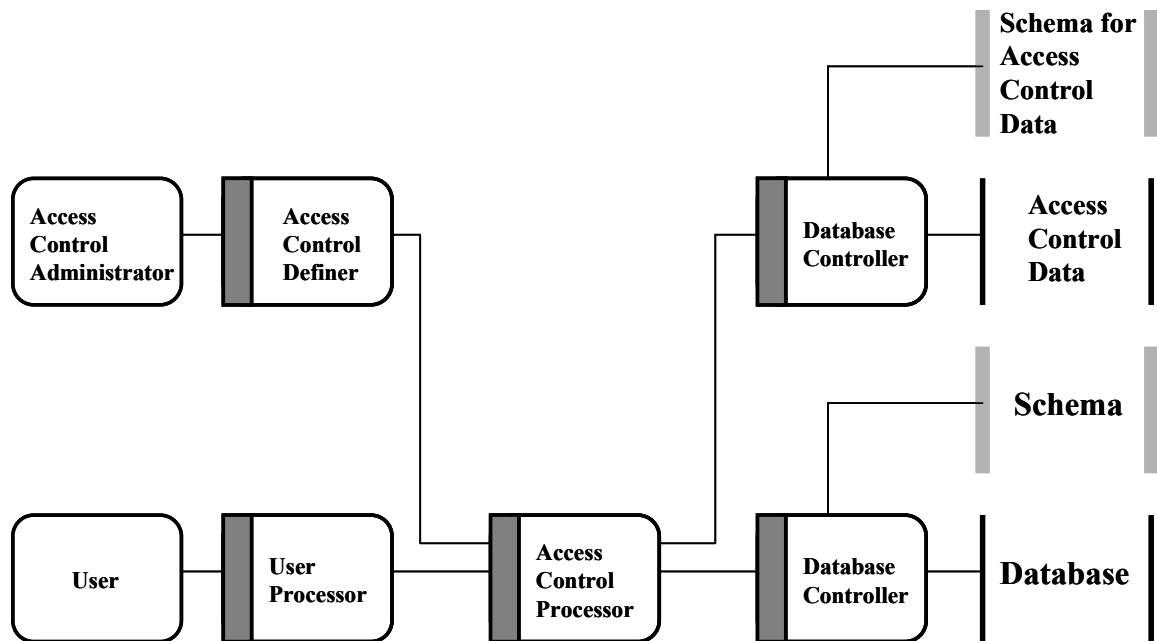 Schema for
Access
Control
Data
Access
Control
Administrator
Access
Control
Definer
Database
Controller
Access
Control
Data
Schema
User
User
Processor
Access
Control
Processor
Database
Controller
Database